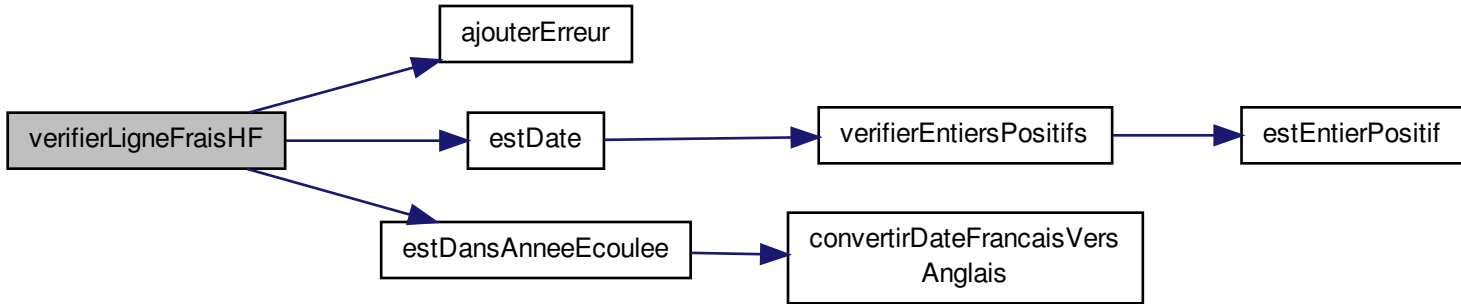 ajouterErreur
verifierLigneFraisHF
estDate
verifierEntiersPositifs
estEntierPositif
estDansAnneeEcoulee
convertirDateFrancaisVers
Anglais